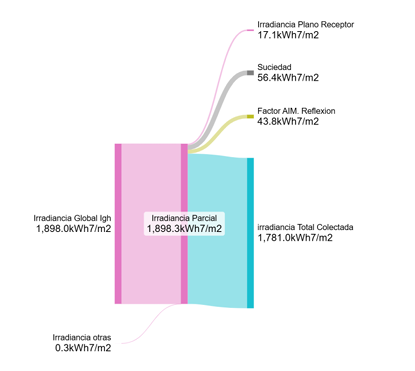 Irradiancia Plano Receptor
17.1kWh7/m2
Suciedad
56.4kWh7/m2
Factor AIM. Reflexion
43.8kWh7/m2
Irradiancia Global Igh
1,898.0kWh7/m2
Irradiancia Parcial
1,898.3kWh7/m2
irradiancia Total Colectada
1,781.0kWh7/m2
Irradiancia otras
0.3kWh7/m2